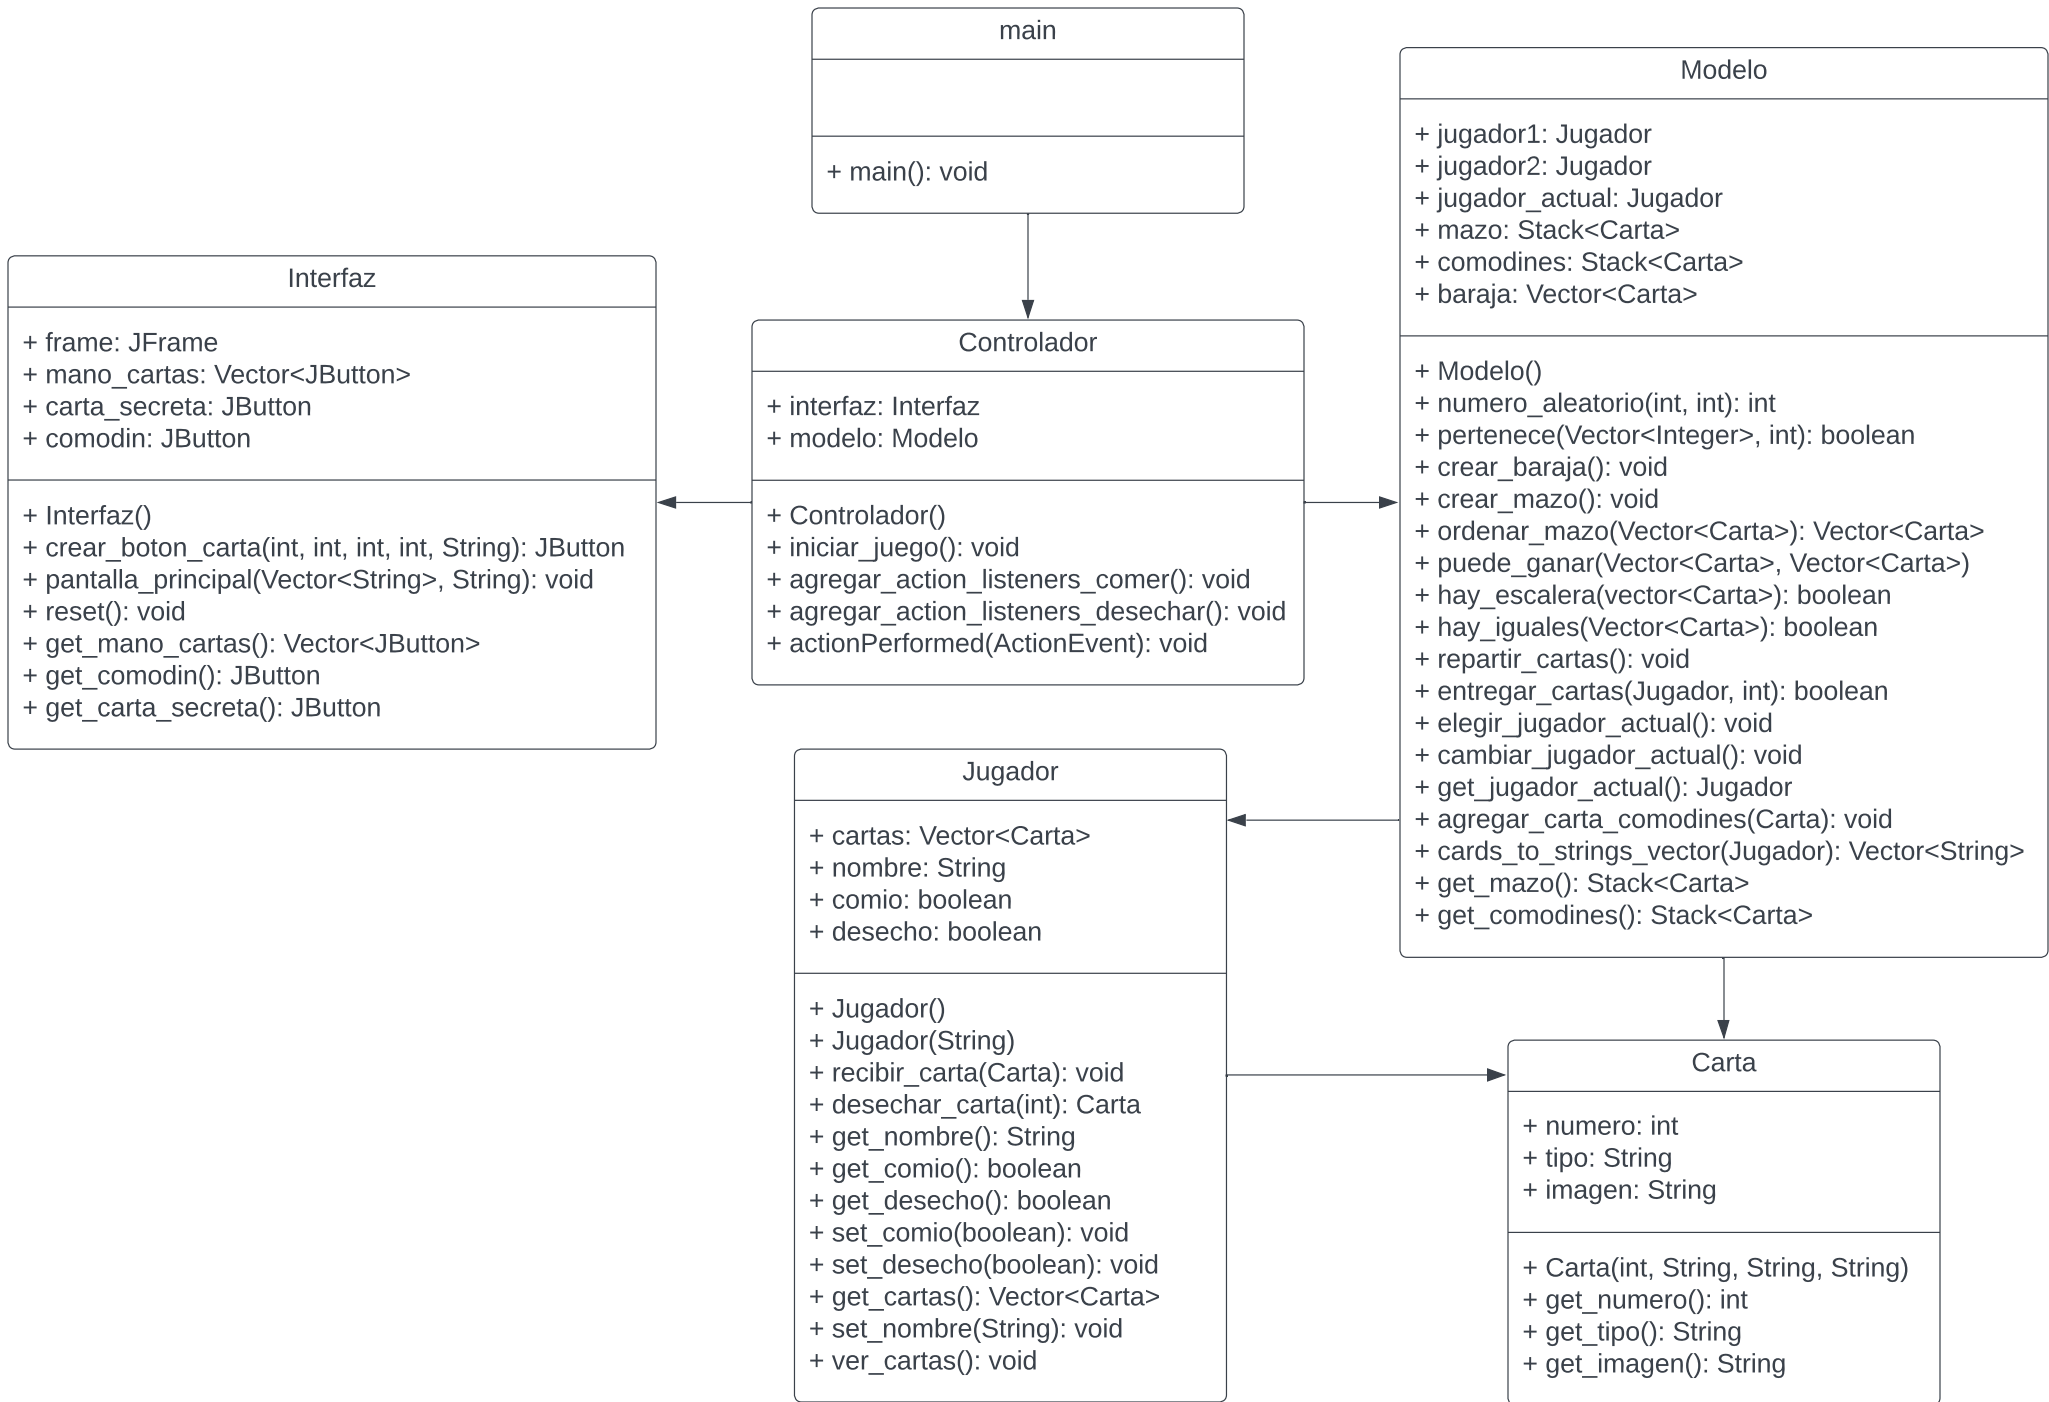 main
+ main(): void
Modelo
+ jugador1: Jugador
+ jugador2: Jugador
+ jugador_actual: Jugador
+ mazo: Stack<Carta>
+ comodines: Stack<Carta>
+ baraja: Vector<Carta>
+ Modelo()
+ numero_aleatorio(int, int): int
+ pertenece(Vector<Integer>, int): boolean
+ crear_baraja(): void
+ crear_mazo(): void
+ ordenar_mazo(Vector<Carta>): Vector<Carta>
+ puede_ganar(Vector<Carta>, Vector<Carta>)
+ hay_escalera(vector<Carta>): boolean
+ hay_iguales(Vector<Carta>): boolean
+ repartir_cartas(): void
+ entregar_cartas(Jugador, int): boolean
+ elegir_jugador_actual(): void
+ cambiar_jugador_actual(): void
+ get_jugador_actual(): Jugador
+ agregar_carta_comodines(Carta): void
+ cards_to_strings_vector(Jugador): Vector<String>
+ get_mazo(): Stack<Carta>
+ get_comodines(): Stack<Carta>
Interfaz
+ frame: JFrame
+ mano_cartas: Vector<JButton>
+ carta_secreta: JButton
+ comodin: JButton
+ Interfaz()
+ crear_boton_carta(int, int, int, int, String): JButton
+ pantalla_principal(Vector<String>, String): void
+ reset(): void
+ get_mano_cartas(): Vector<JButton>
+ get_comodin(): JButton
+ get_carta_secreta(): JButton
Controlador
+ interfaz: Interfaz
+ modelo: Modelo
+ Controlador()
+ iniciar_juego(): void
+ agregar_action_listeners_comer(): void
+ agregar_action_listeners_desechar(): void
+ actionPerformed(ActionEvent): void
Jugador
+ cartas: Vector<Carta>
+ nombre: String
+ comio: boolean
+ desecho: boolean
+ Jugador()
+ Jugador(String)
+ recibir_carta(Carta): void
+ desechar_carta(int): Carta
+ get_nombre(): String
+ get_comio(): boolean
+ get_desecho(): boolean
+ set_comio(boolean): void
+ set_desecho(boolean): void
+ get_cartas(): Vector<Carta>
+ set_nombre(String): void
+ ver_cartas(): void
Carta
+ numero: int
+ tipo: String
+ imagen: String
+ Carta(int, String, String, String)
+ get_numero(): int
+ get_tipo(): String
+ get_imagen(): String